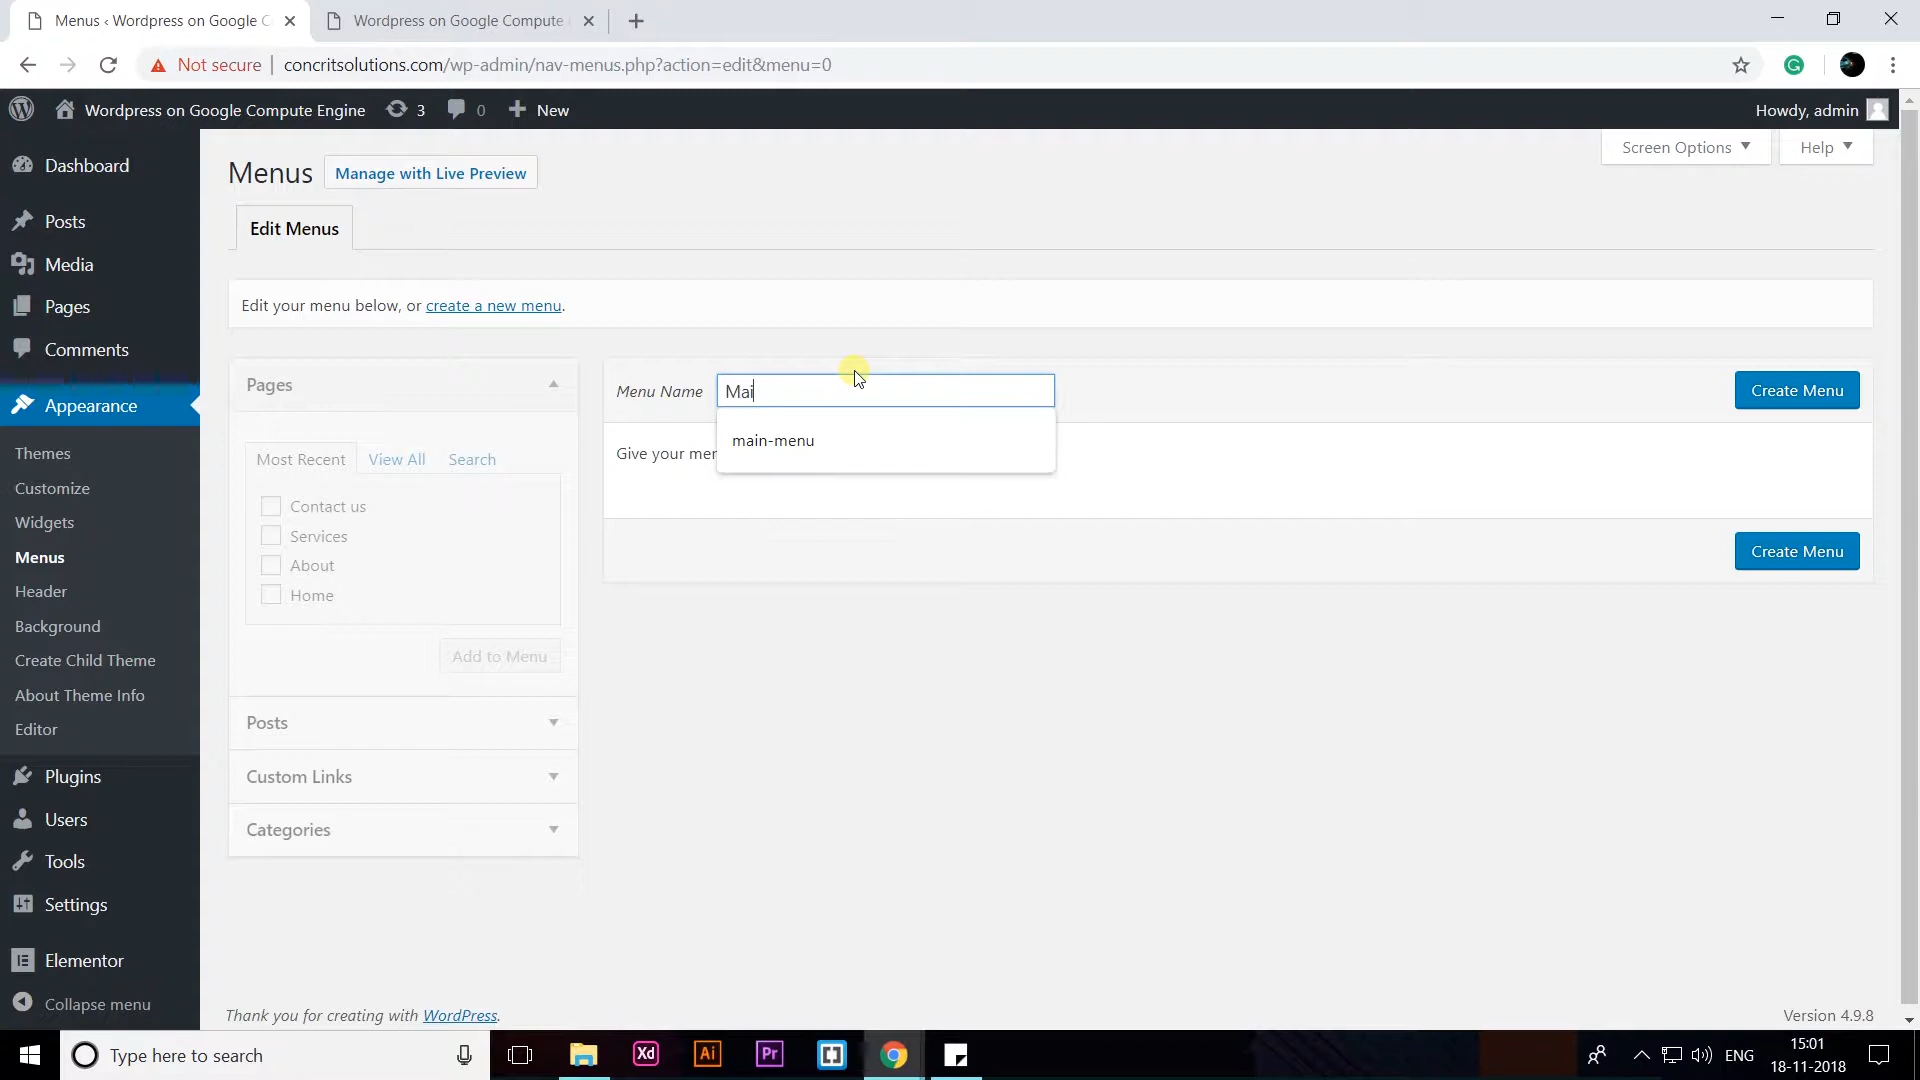 Menus ‹ Wordpress on Google C
Wordpress on Google Compute
Not secure
concritsolutions.com/wp-admin/nav-menus.php?action=edit&menu=0
Wordpress on Google Compute Engine
3
0
New
Howdy, admin
Dashboard
Posts
Media
Pages
Comments
Appearance
Themes
Customize
Widgets
Menus
Header
Background
Create Child Theme
About Theme Info
Editor
Plugins
Users
Tools
Settings
Elementor
Collapse menu
Screen Options
Help
Menus
Manage with Live Preview
Edit Menus
Edit your menu below, or create a new menu.
Pages
Most Recent
View All
Search
Contact us
Services
About
Home
Add to Menu
Posts
Custom Links
Categories
Menu Name
Mai
Create Menu
main-menu
Give your
Create Menu
Thank you for creating with WordPress.
Version 4.9.8
Type here to search
Xd
Ai
Pr
ENG
15:01
18-11-2018